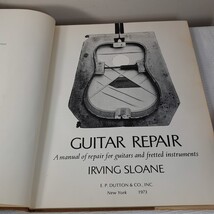 GUITAR REPAIR
A manual of repair for guitars and fretted instruments
IRVING SLOANE
E. P. DUTTON & CO., INC.
New York 1973